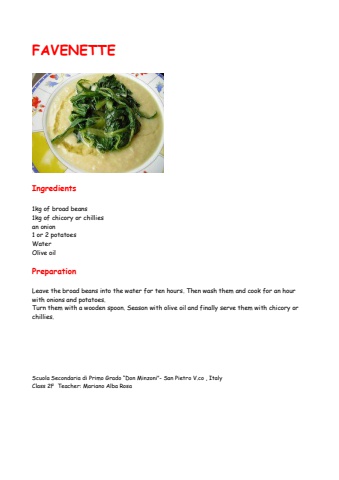 FAVENETTE
Ingredients
1kg of broad beans
1kg of chicory or chillies
an onion
1 or 2 potatoes
Water
Olive oil
Preparation
Leave the broad beans into the water for ten hours. Then wash them and cook for an hour
with onions and potatoes.
Turn them with a wooden spoon. Season with olive oil and finally serve them with chicory or
chillies.
Scuola Secondaria di Primo Grado "Don Minzoni"- San Pietro V.co , Italy
Class 2F Teacher: Mariano Alba Rosa